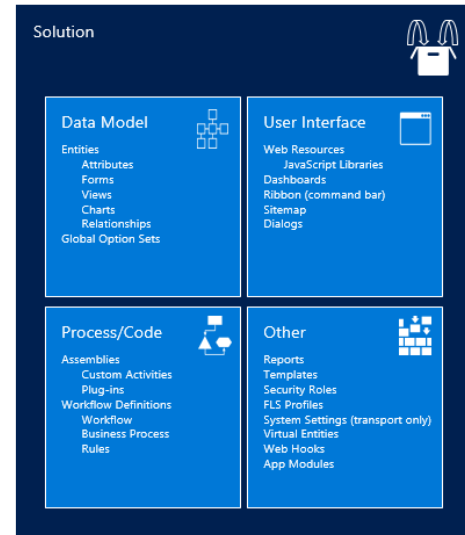 Solution
Data Model
Entities
Attributes
Forms
Views
Charts
Relationships
Global Option Sets
User Interface
Web Resources
JavaScript Libraries
Dashboards
Ribbon (command bar)
Sitemap
Dialogs
Process/Code
Assemblies
Custom Activities
Plug-ins
Workflow Definitions
Workflow
Business Process
Rules
Other
Reports
Templates
Security Roles
FLS Profiles
System Settings (transport only)
Virtual Entities
Web Hooks
App Modules